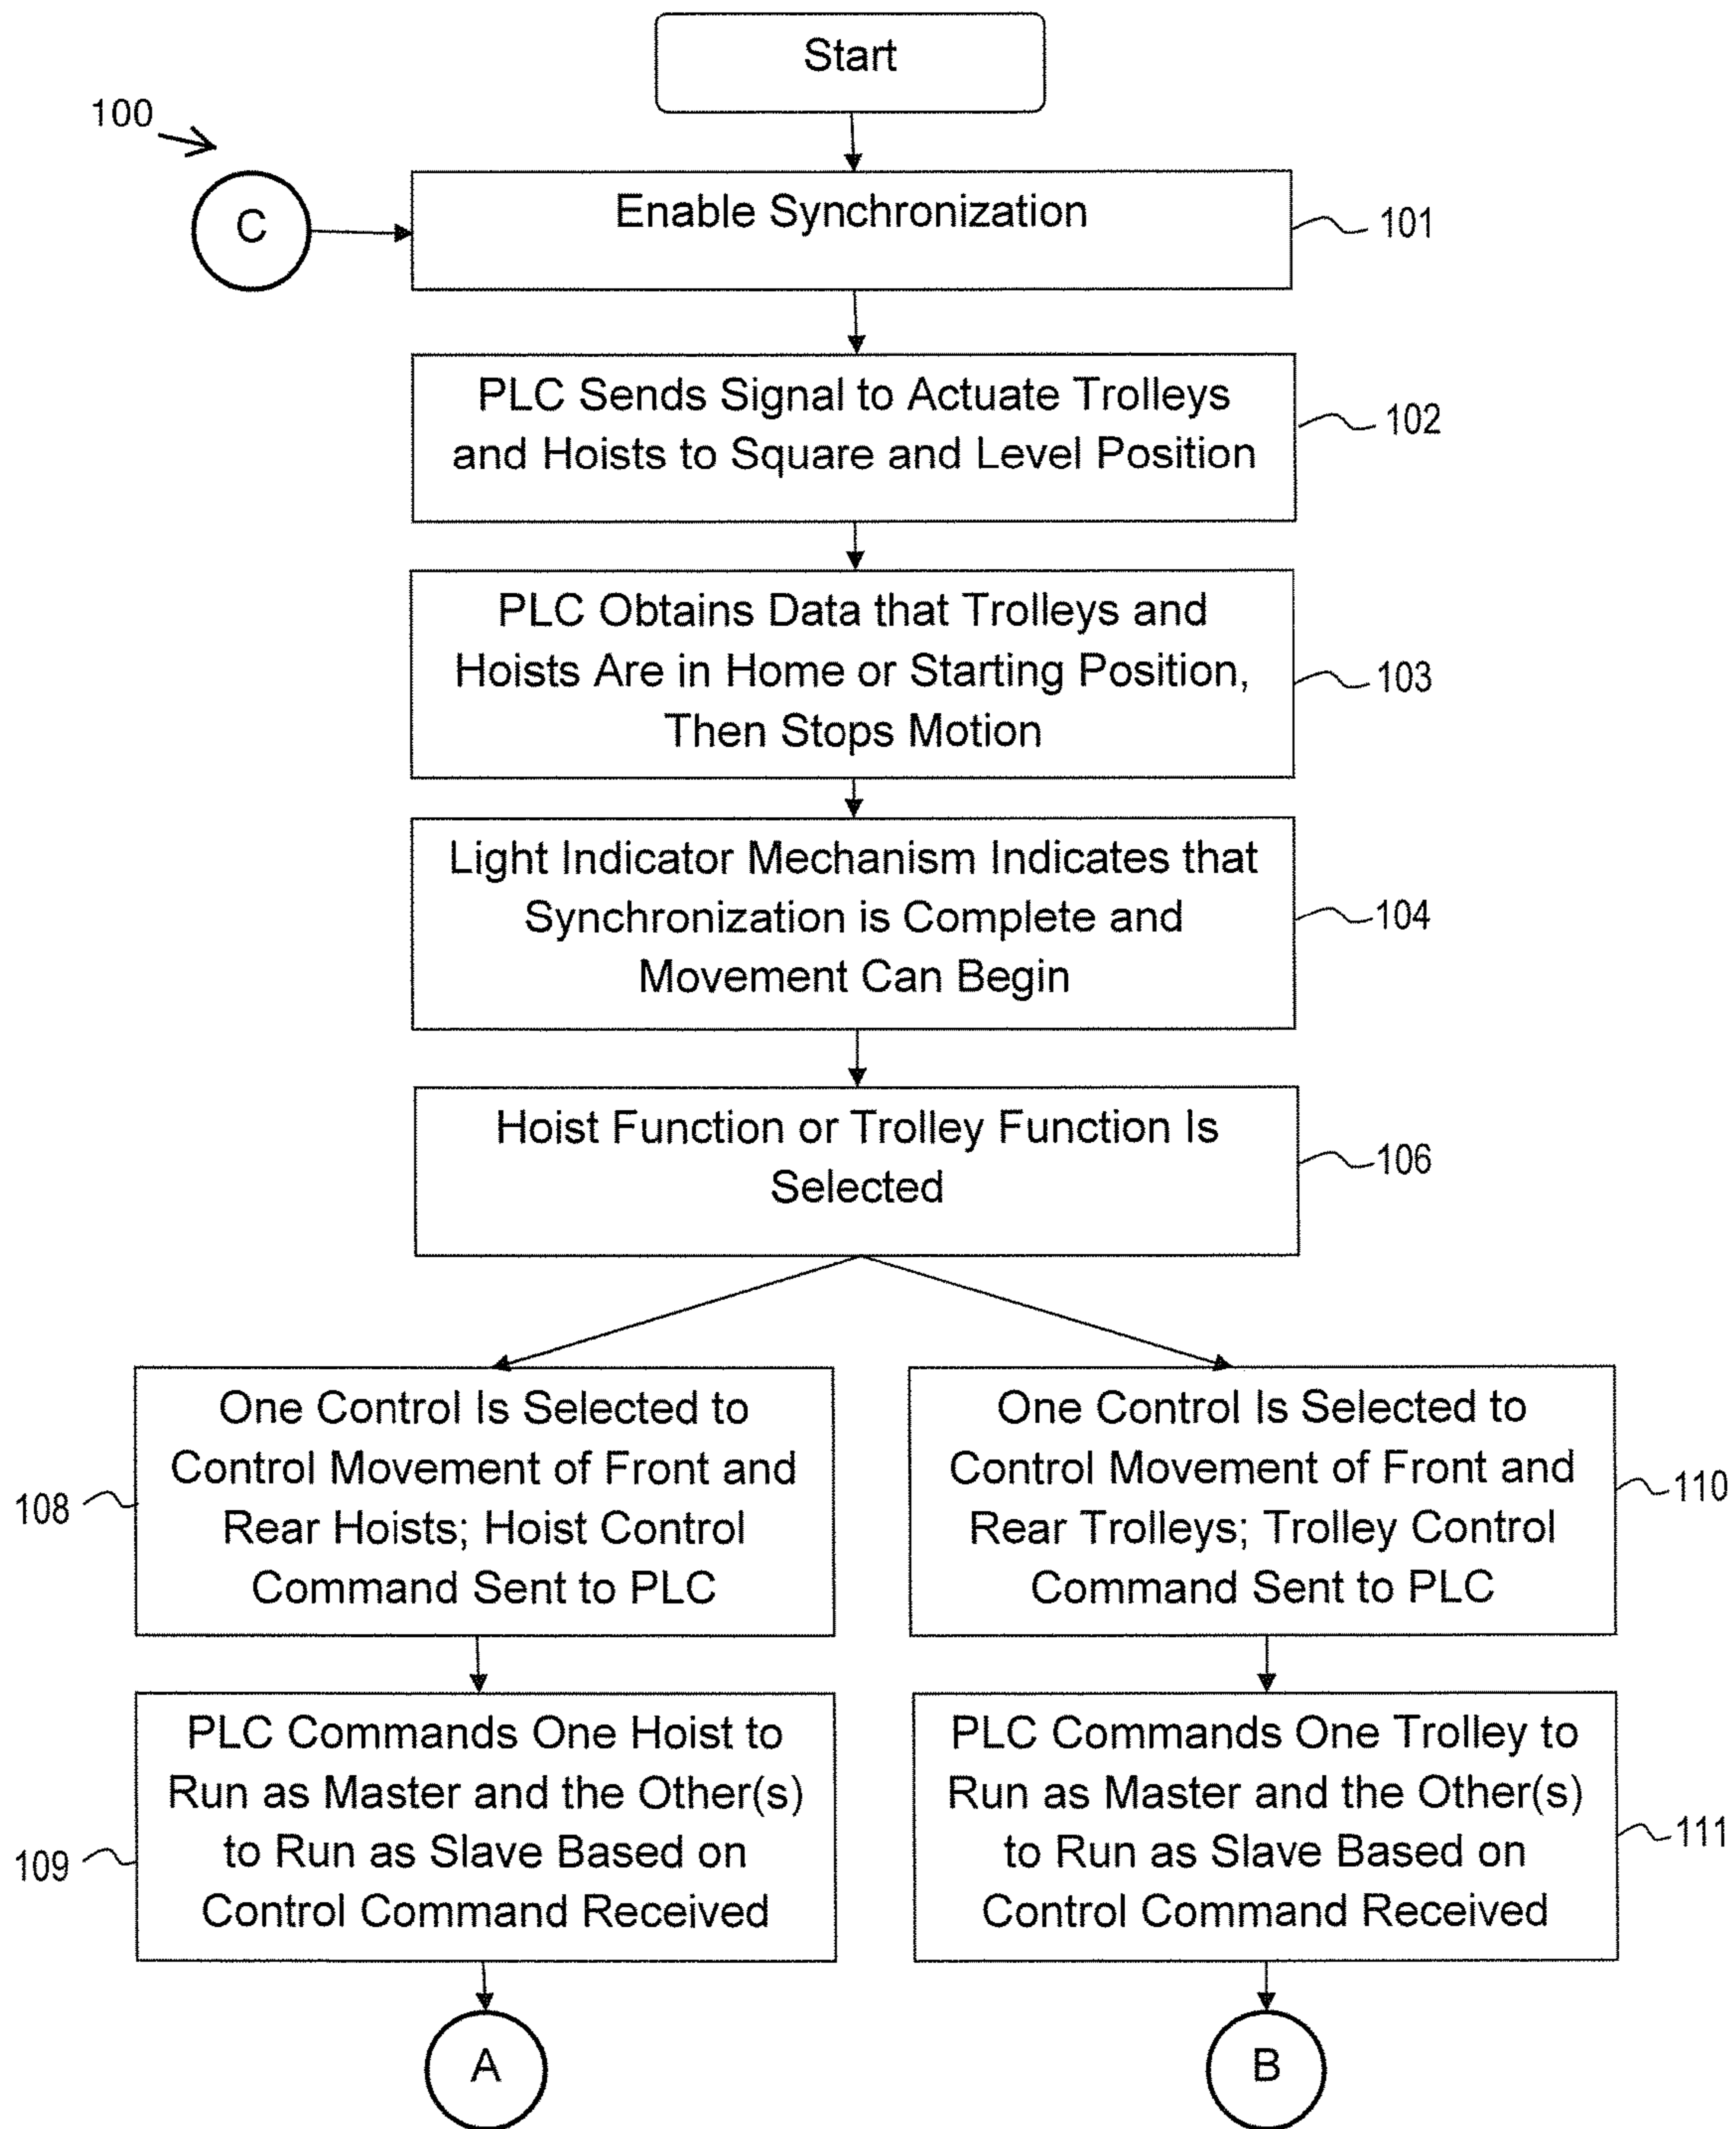 Start
100
C
Enable Synchronization
101
PLC Sends Signal to Actuate Trolleys
and Hoists to Square and Level Position
102
PLC Obtains Data that Trolleys and
Hoists Are in Home or Starting Position,
Then Stops Motion
103
Light Indicator Mechanism Indicates that
Synchronization is Complete and
Movement Can Begin
104
Hoist Function or Trolley Function Is
Selected
106
One Control Is Selected to
Control Movement of Front and
Rear Hoists; Hoist Control
Command Sent to PLC
108
One Control Is Selected to
Control Movement of Front and
Rear Trolleys; Trolley Control
Command Sent to PLC
110
PLC Commands One Hoist to
Run as Master and the Other(s)
to Run as Slave Based on
Control Command Received
109
PLC Commands One Trolley to
Run as Master and the Other(s)
to Run as Slave Based on
Control Command Received
111
A
B